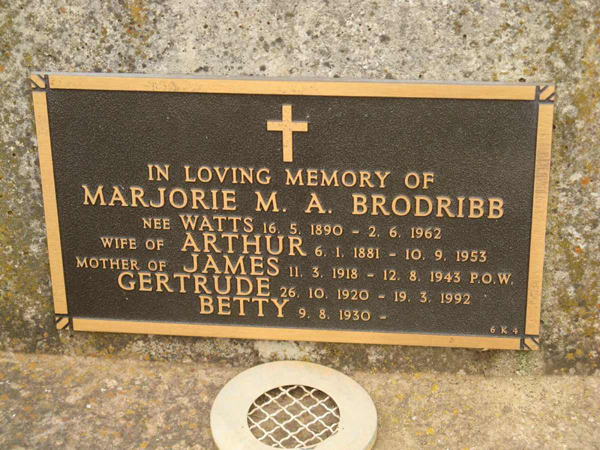 IN LOVING MEMORY OF
MARJORIE M. A. BRODRIBB
NEE WATTS 16. 5. 1890 - 2. 6. 1962
WIFE OF ARTHUR 6. 1. 1881 - 10. 9. 1953
MOTHER OF JAMES 11. 3. 1918 - 12. 8. 1943 P.O.W.
GERTRUDE 26. 10. 1920 - 19. 3. 1992
BETTY 9. 8. 1930 -
6 K 4